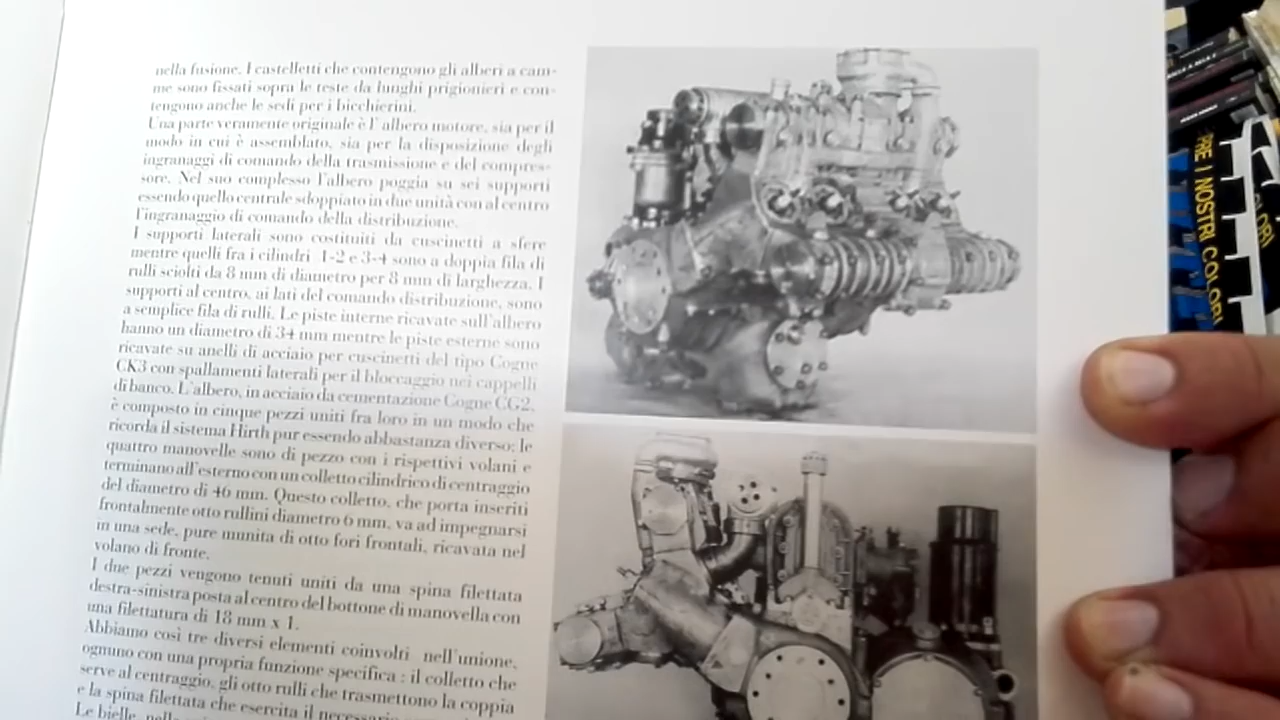 nella fusione. I castelletti che contengono gli alberi a cam-
me sono fissati sopra le teste da lunghi prigionieri e con-
tengono anche le sedi per i bicchierini.
Una parte veramente originale è l'albero motore, sia per il
modo in cui è assemblato, sia per la disposizione degli
ingranaggi di comando della trasmissione e del compres-
sore. Nel suo complesso l'albero poggia su sei supporti
essendo quello centrale sdoppiato in due unità con al centro
l'ingranaggio di comando della distribuzione.
I supporti laterali sono costituiti da cuscinetti a sfere
mentre quelli fra i cilindri 1-2 e 3-4 sono a doppia fila di
rulli sciolti da 8 mm di diametro per 8 mm di larghezza. I
supporti al centro, ai lati del comando distribuzione, sono
a semplice fila di rulli. Le piste interne ricavate sull'albero
hanno un diametro di 34 mm mentre le piste esterne sono
ricavate su anelli di acciaio per cuscinetti del tipo Cogne
CK3 con spallamenti laterali per il bloccaggio nei cappelli
di banco. L'albero, in acciaio da cementazione Cogne CG2,
è composto in cinque pezzi uniti fra loro in un modo che
ricorda il sistema Hirth pur essendo abbastanza diverso: le
quattro manovelle sono di pezzo con i rispettivi volani e
terminano all'esterno con un colletto cilindrico di centraggio
del diametro di 46 mm. Questo colletto, che porta inseriti
frontalmente otto rullini diametro 6 mm, va ad impegnarsi
in una sede, pure munita di otto fori frontali, ricavata nel
volano di fronte.
I due pezzi vengono tenuti uniti da una spina filettata
destra-sinistra posta al centro del bottone di manovella con
una filettatura di 18 mm x 1.
Abbiamo così tre diversi elementi coinvolti nell'unione,
ognuno con una propria funzione specifica : il colletto che
serve al centraggio, gli otto rulli che trasmettono la coppia
e la spina filettata che esercita il necessario
Le bielle, nella
RE I NOSTRI COLORI
COLORI